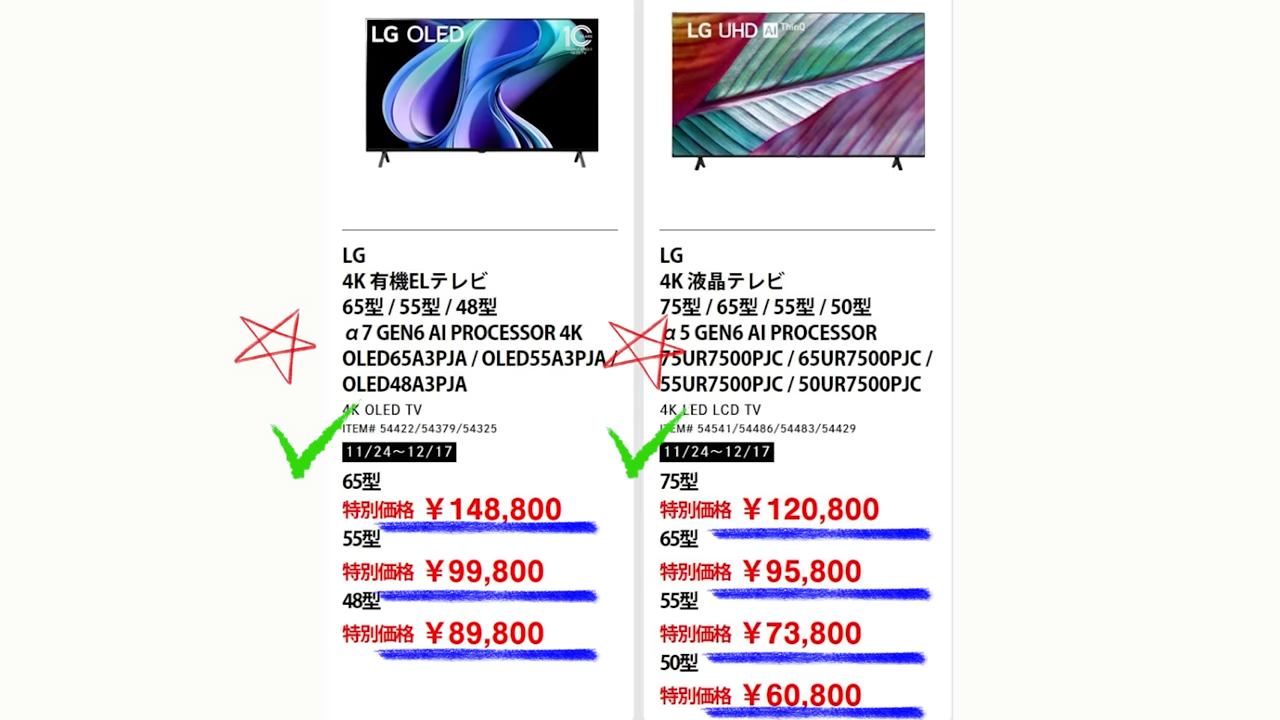 LG OLED
10
LG
4K 有機ELテレビ
65型 / 55型 / 48型
α7 GEN6 AI PROCESSOR 4K
OLED65A3PJA / OLED55A3PJA /
OLED48A3PJA
4K OLED TV
ITEM# 54422/54379/54325
11/24～12/17
65型
特別価格 ￥148,800
55型
特別価格 ￥99,800
48型
特別価格 ￥89,800
LG UHD AI ThinQ
LG
4K 液晶テレビ
75型 / 65型 / 55型 / 50型
α5 GEN6 AI PROCESSOR
75UR7500PJC / 65UR7500PJC /
55UR7500PJC / 50UR7500PJC
4K LED LCD TV
ITEM# 54541/54486/54483/54429
11/24～12/17
75型
特別価格 ￥120,800
65型
特別価格 ￥95,800
55型
特別価格 ￥73,800
50型
特別価格 ￥60,800